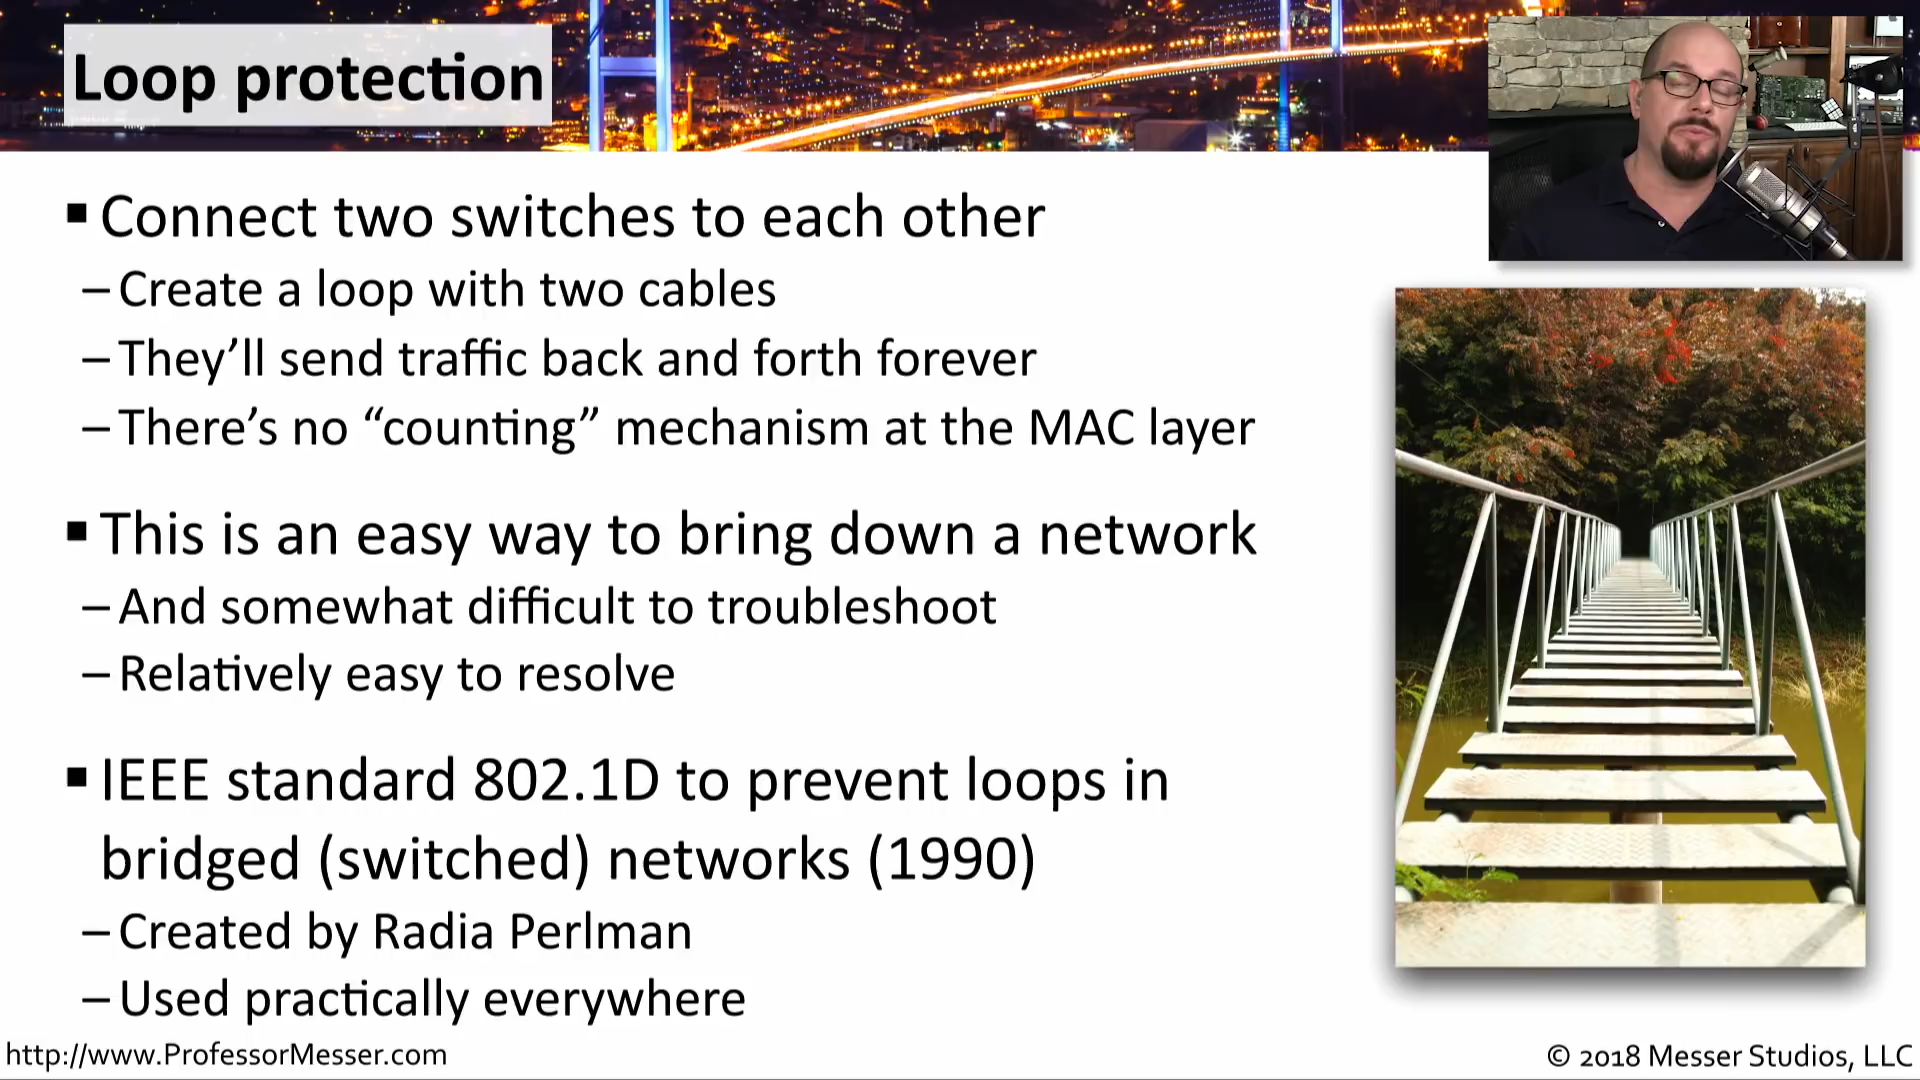 Loop protection
▪ Connect two switches to each other
– Create a loop with two cables
– They’ll send traffic back and forth forever
– There’s no “counting” mechanism at the MAC layer
▪ This is an easy way to bring down a network
– And somewhat difficult to troubleshoot
– Relatively easy to resolve
▪ IEEE standard 802.1D to prevent loops in
bridged (switched) networks (1990)
– Created by Radia Perlman
– Used practically everywhere
http://www.ProfessorMesser.com
© 2018 Messer Studios, LLC